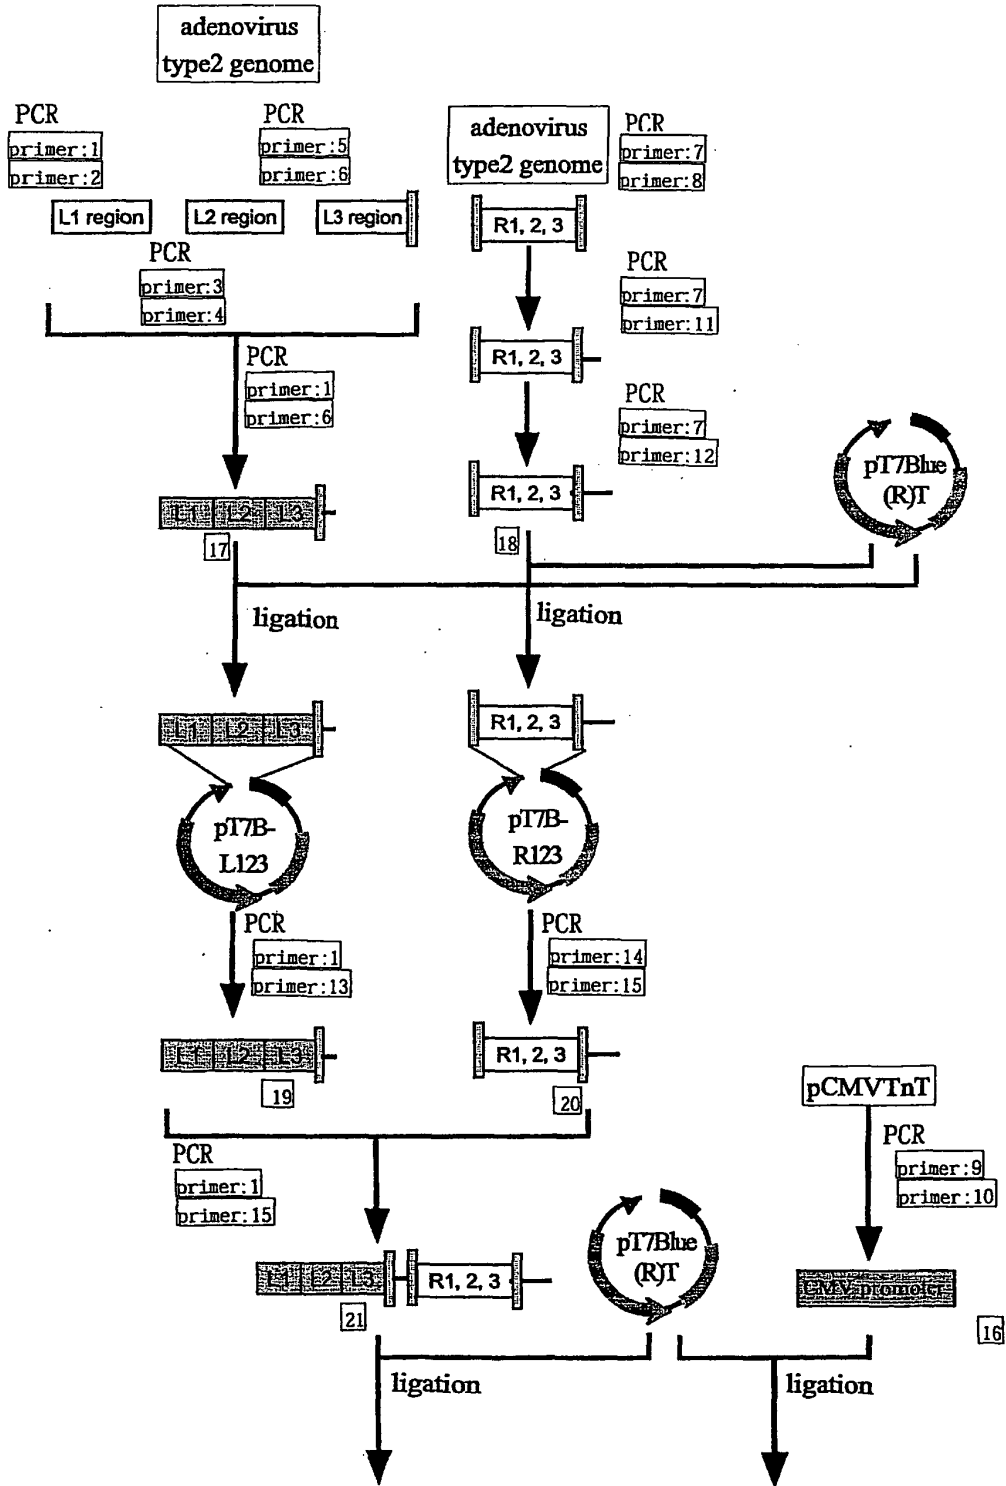 adenovirus
type2 genome
PCR
primer:1
primer:2
PCR
primer:5
primer:6
adenovirus
type2 genome
PCR
primer:7
primer:8
L1 region
L2 region
L3 region
R1, 2, 3
PCR
primer:3
primer:4
PCR
primer:7
primer:11
R1, 2, 3
PCR
primer:1
primer:6
PCR
primer:7
primer:12
pT7Blue
(R)T
L1 L2 L3
R1, 2, 3
17
18
ligation
ligation
L1 L2 L3
R1, 2, 3
pT7B-
L123
pT7B-
R123
PCR
primer:1
primer:13
PCR
primer:14
primer:15
L1 L2 L3
R1, 2, 3
19
20
pCMVTnT
PCR
primer:9
primer:10
PCR
primer:1
primer:15
pT7Blue
(R)T
L1 L2 L3
R1, 2, 3
CMV promoter
21
16
ligation
ligation